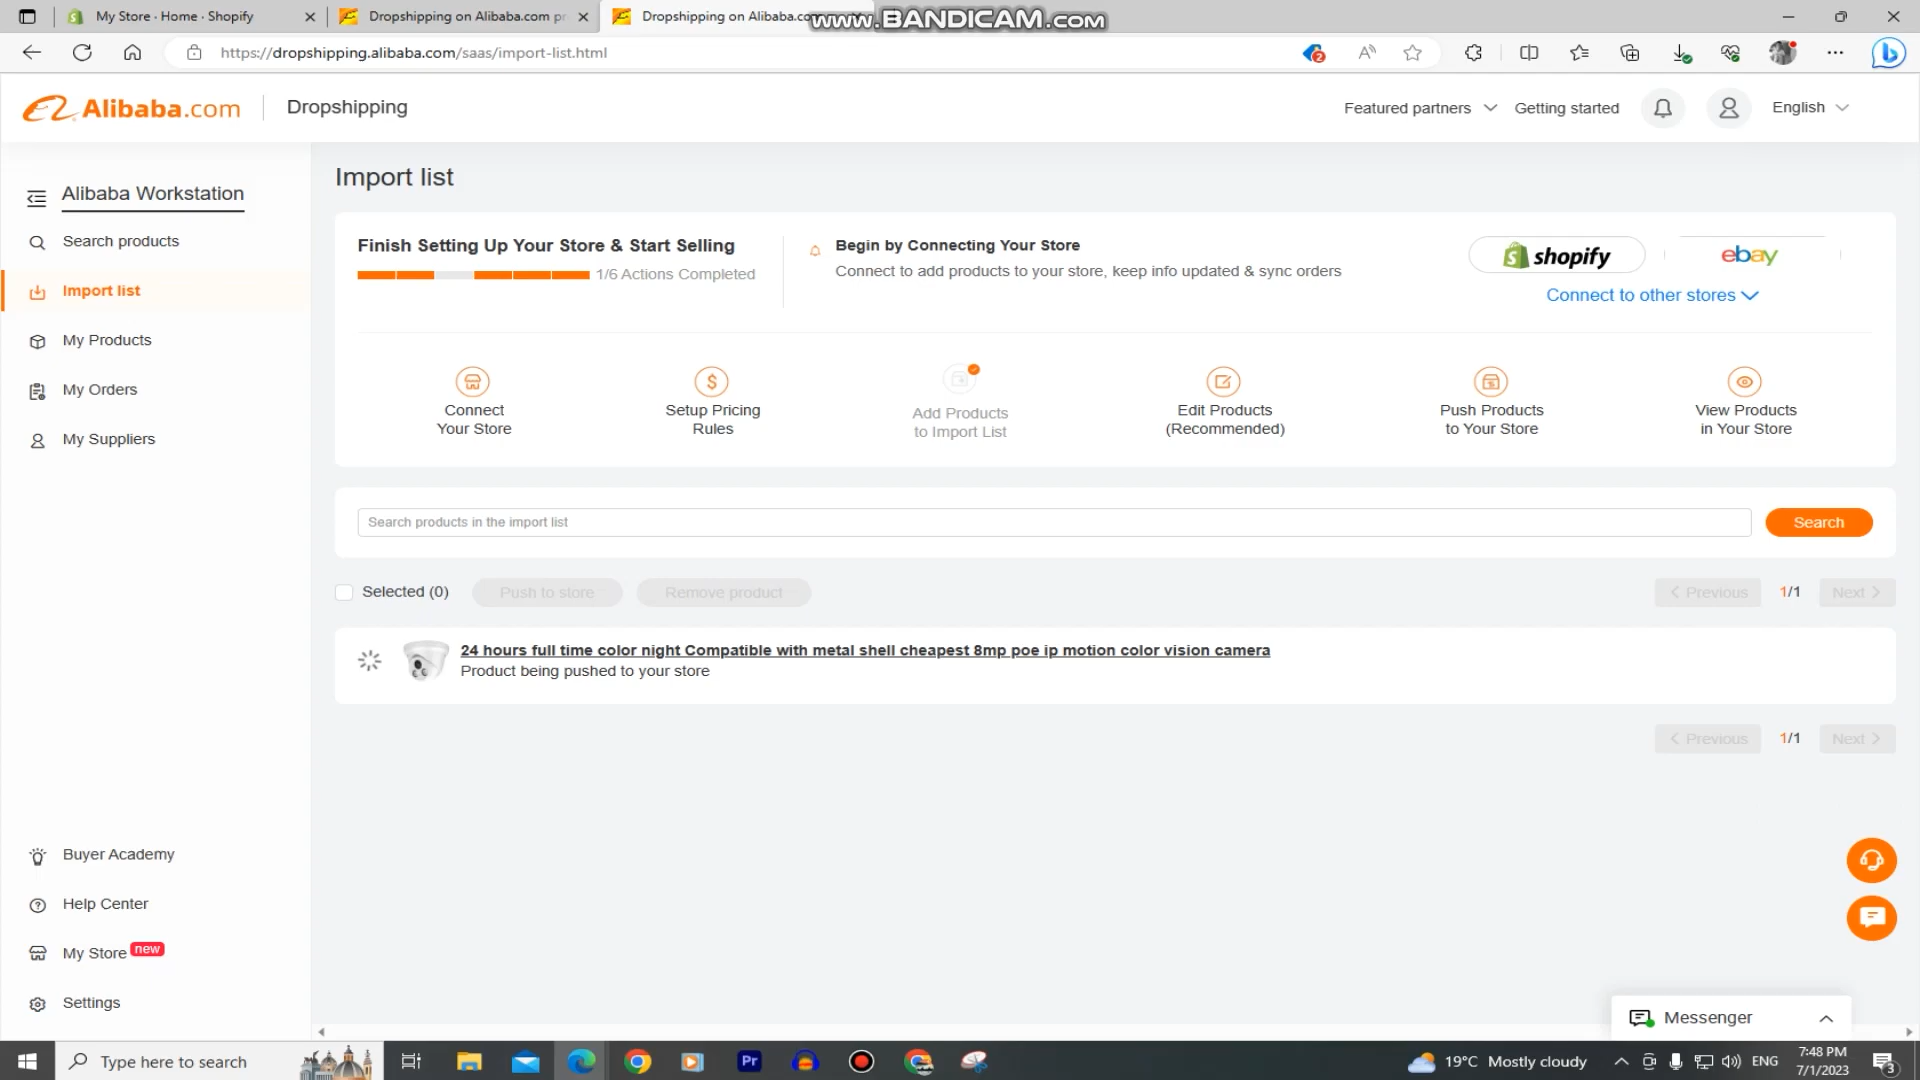 My Store · Home · Shopify
Dropshipping on Alibaba.com pr
Dropshipping on Alibaba.co
www.BANDICAM.com
https://dropshipping.alibaba.com/saas/import-list.html
2
Alibaba.com
Dropshipping
Featured partners
Getting started
English
Alibaba Workstation
Search products
Import list
My Products
My Orders
My Suppliers
Buyer Academy
Help Center
My Store new
Settings
Import list
Finish Setting Up Your Store & Start Selling
1/6 Actions Completed
Begin by Connecting Your Store
Connect to add products to your store, keep info updated & sync orders
shopify
ebay
Connect to other stores
Connect
Your Store
Setup Pricing
Rules
Add Products
to Import List
Edit Products
(Recommended)
Push Products
to Your Store
View Products
in Your Store
Search products in the import list
Search
Selected (0)
Push to store
Remove product
Previous
1/1
Next
24 hours full time color night Compatible with metal shell cheapest 8mp poe ip motion color vision camera
Product being pushed to your store
Previous
1/1
Next
Messenger
Type here to search
Pr
19°C Mostly cloudy
ENG
7:48 PM
7/1/2023
3